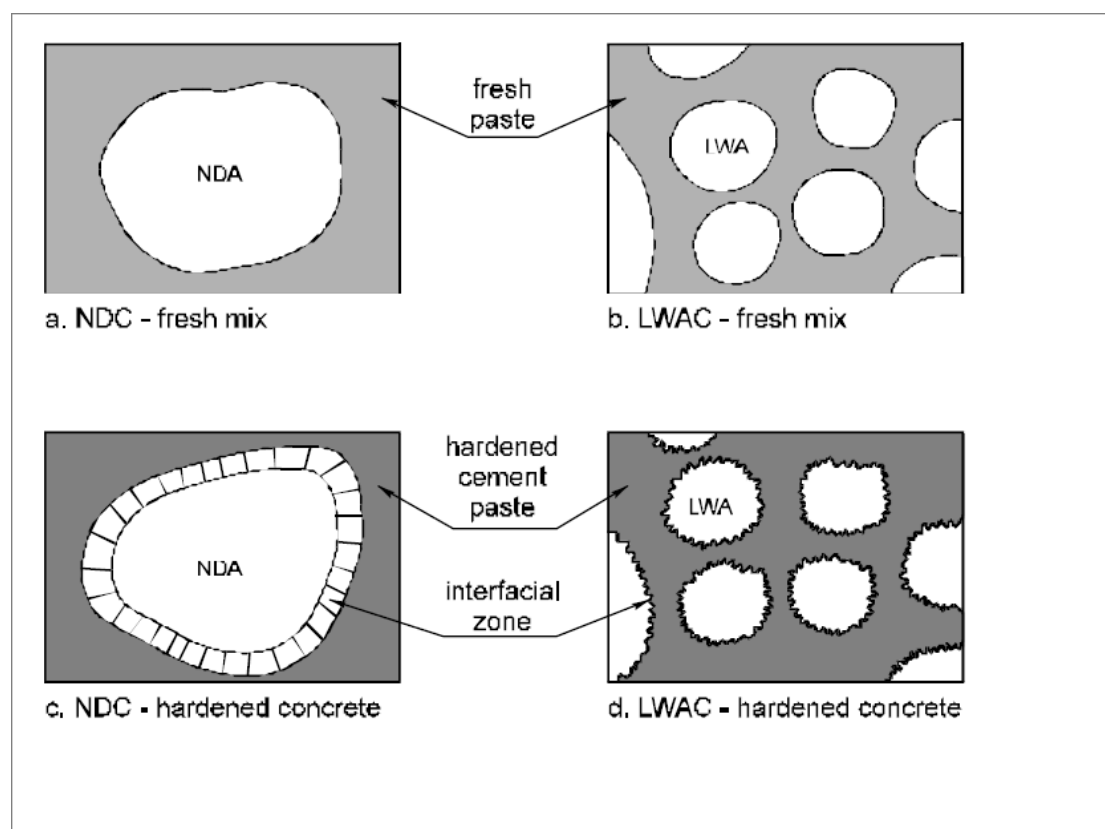 NDA
fresh
paste
LWA
a. NDC - fresh mix
b. LWAC - fresh mix
NDA
hardened
cement
paste
interfacial
zone
LWA
c. NDC - hardened concrete
d. LWAC - hardened concrete